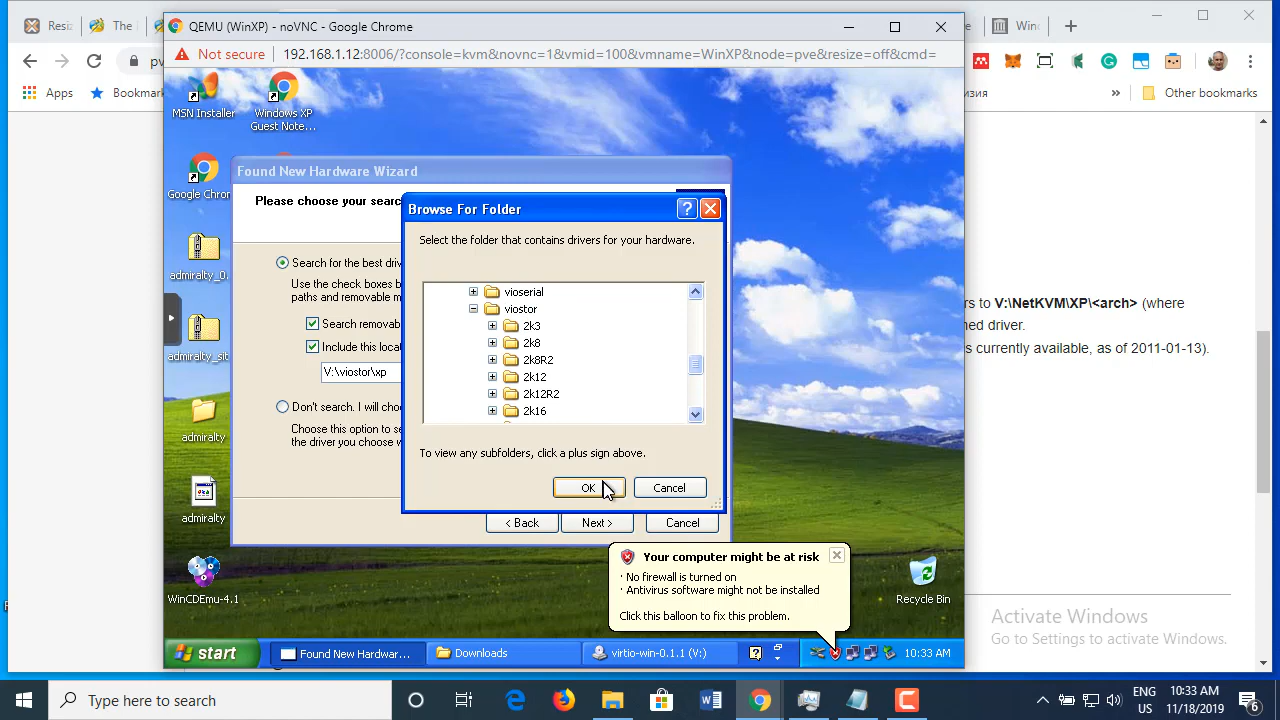 Resiz
The
Wind
QEMU (WinXP) - noVNC - Google Chrome
Not secure 192.168.1.12:8006/?console=kvm&novnc=1&vmid=100&vmname=WinXP&node=pve&resize=off&cmd=
pv
Apps
Bookmark
изия
»
Other bookmarks
MSN Installer
Windows XP
Guest Note...
Google Chro
admiralty_0.
admiralty_sit
admiralty
admiralty
WinCDEmu-4.1
Recycle Bin
Found New Hardware Wizard
Please choose your searc
Search for the best driv
Use the check boxes b
paths and removable m
Search removab
Include this locat
V:\viostor\xp
Don't search. I will choo
Choose this option to se
the driver you choose w
< Back
Next >
Cancel
Browse For Folder
Select the folder that contains drivers for your hardware.
vioserial
viostor
2k3
2k8
2k8R2
2k12
2k12R2
2k16
To view any subfolders, click a plus sign above.
OK
Cancel
rs to V:\NetKVM\XP\<arch> (where
ned driver.
s currently available, as of 2011-01-13).
Your computer might be at risk
· No firewall is turned on
· Antivirus software might not be installed
Click this balloon to fix this problem.
Activate Windows
Go to Settings to activate Windows.
start
Found New Hardwar...
Downloads
virtio-win-0.1.1 (V:)
10:33 AM
Type here to search
ENG
10:33 AM
11/18/2019
6